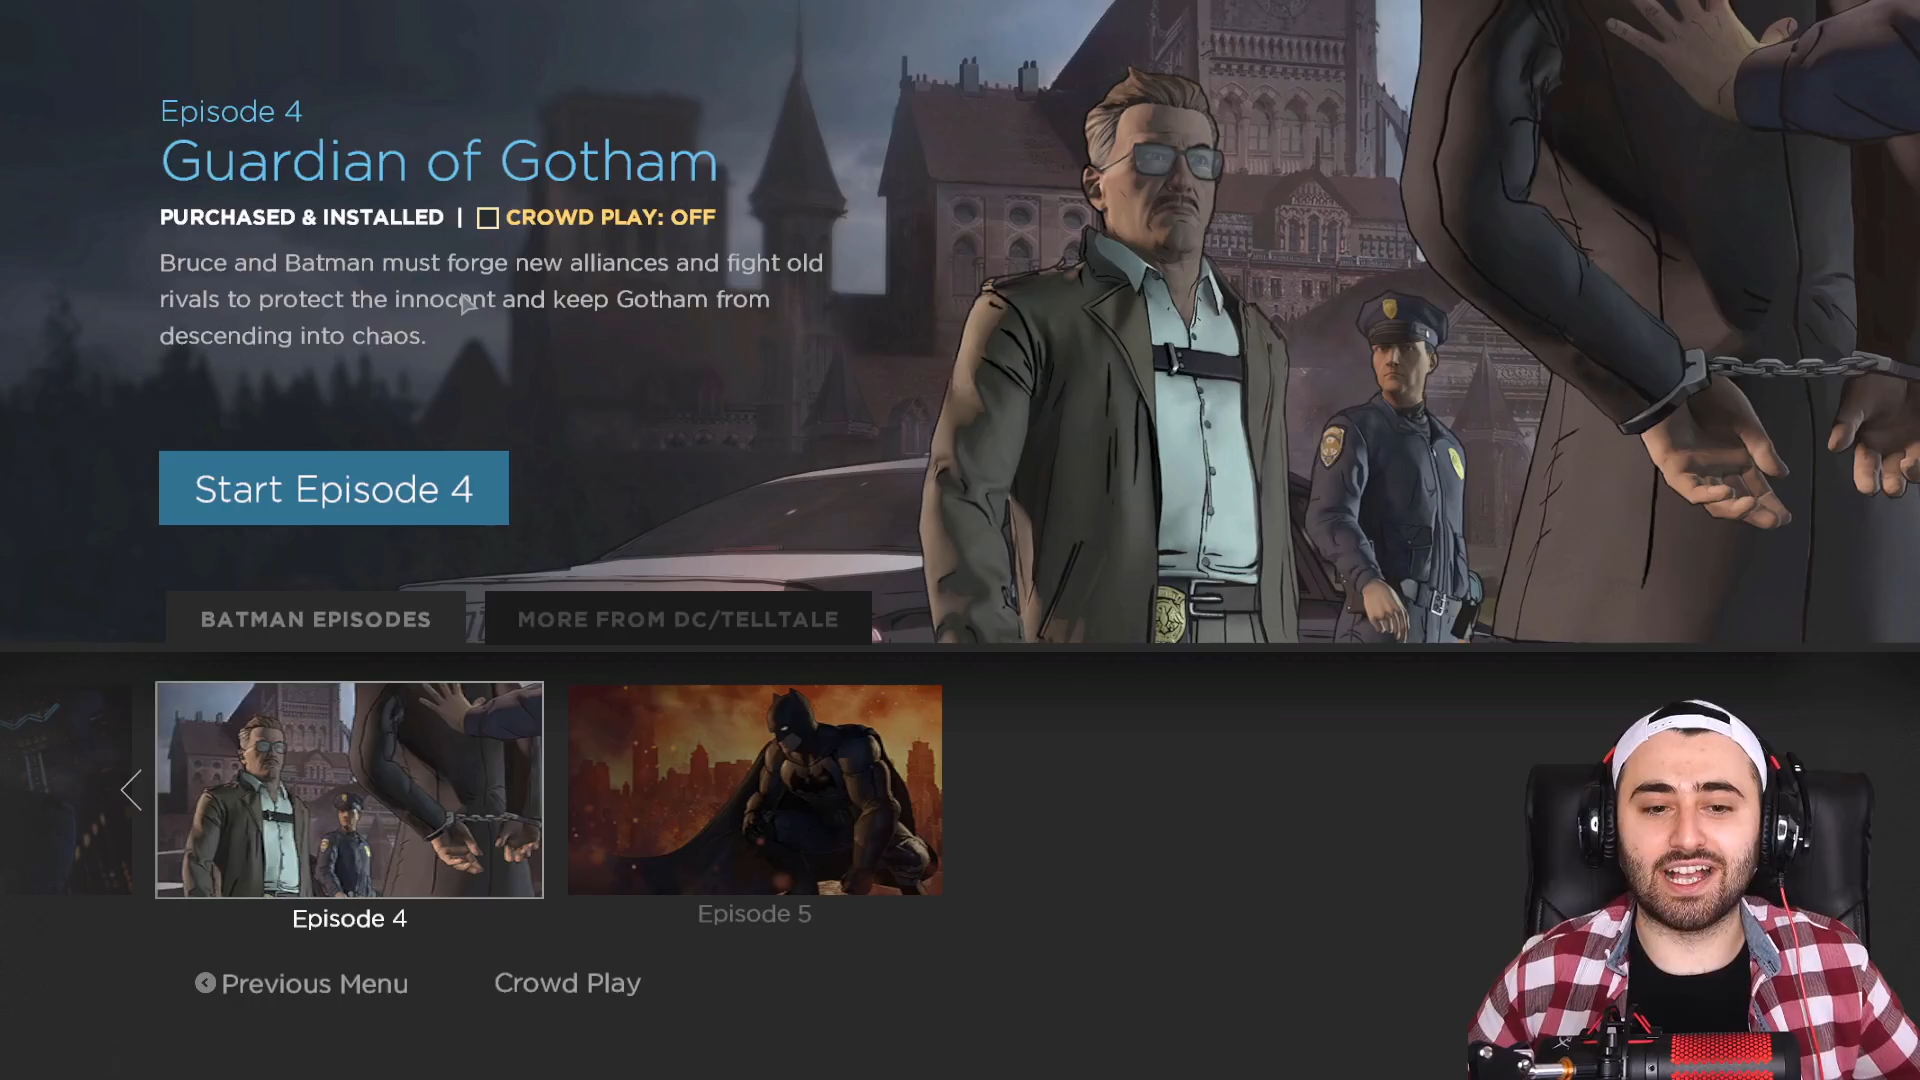 Episode 4
Guardian of Gotham
PURCHASED & INSTALLED | CROWD PLAY: OFF
Bruce and Batman must forge new alliances and fight old
rivals to protect the innocent and keep Gotham from
descending into chaos.
Start Episode 4
BATMAN EPISODES
MORE FROM DC/TELLTALE
Episode 4
Episode 5
Previous Menu
Crowd Play